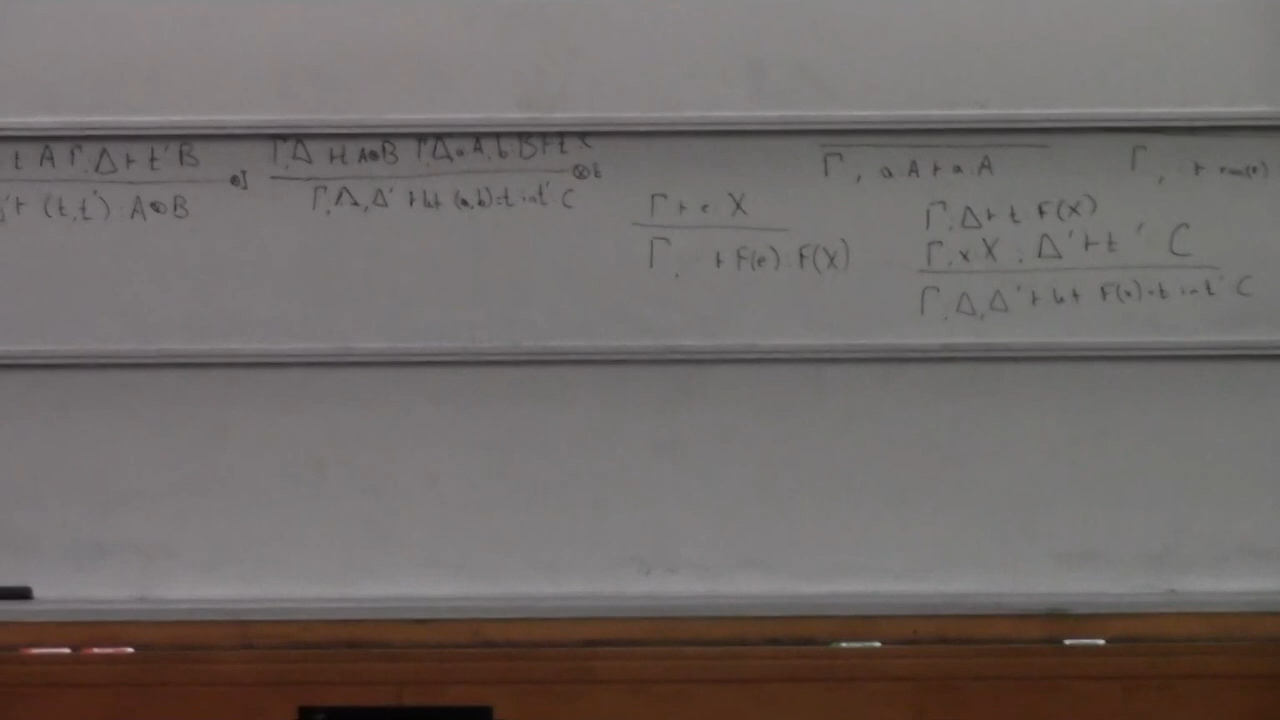 t A Γ, Δ ⊢ t' B
⊢ (t, t') : A ⊗ B
⊗I
Γ, Δ ⊢ t A⊗B Γ, Δ, a A, b B ⊢ t C
Γ, Δ, Δ' ⊢ let (a, b) = t in t' C
⊗E
Γ ⊢ e X
Γ, ⊢ F(e) : F(X)
Γ, a A ⊢ a A
Γ, Δ ⊢ t F(X)
Γ, x X, Δ' ⊢ t' C
Γ, Δ, Δ' ⊢ let F(x) = t in t' C
Γ, ⊢